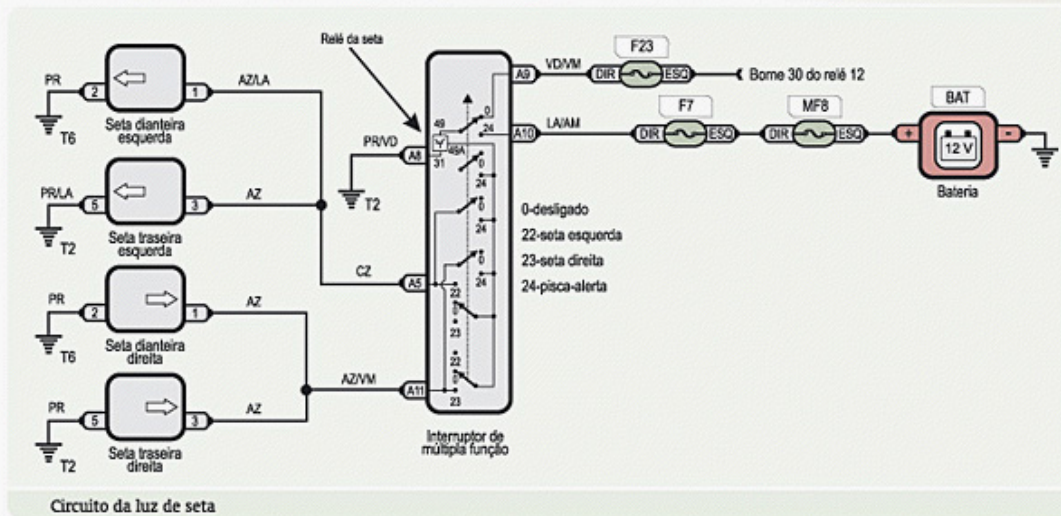 Relé da seta
F23
A9
VD/VM
DIR
ESQ
Borne 30 do relé 12
PR
2
1
AZ/LA
T6
Seta dianteira
esquerda
49
0
24
A10
LA/AM
F7
DIR
ESQ
MF8
DIR
ESQ
BAT
+
12 V
-
Bateria
PR/VD
A8
49A
31
T2
0
24
PR/LA
5
3
AZ
T2
Seta traseira
esquerda
0
24
0-desligado
22-seta esquerda
23-seta direita
24-pisca-alerta
0
24
CZ
A5
22
0
23
PR
2
1
AZ
T6
Seta dianteira
direita
22
0
23
AZ/VM
A11
PR
5
3
AZ
T2
Seta traseira
direita
Interruptor de
múltipla função
Circuito da luz de seta